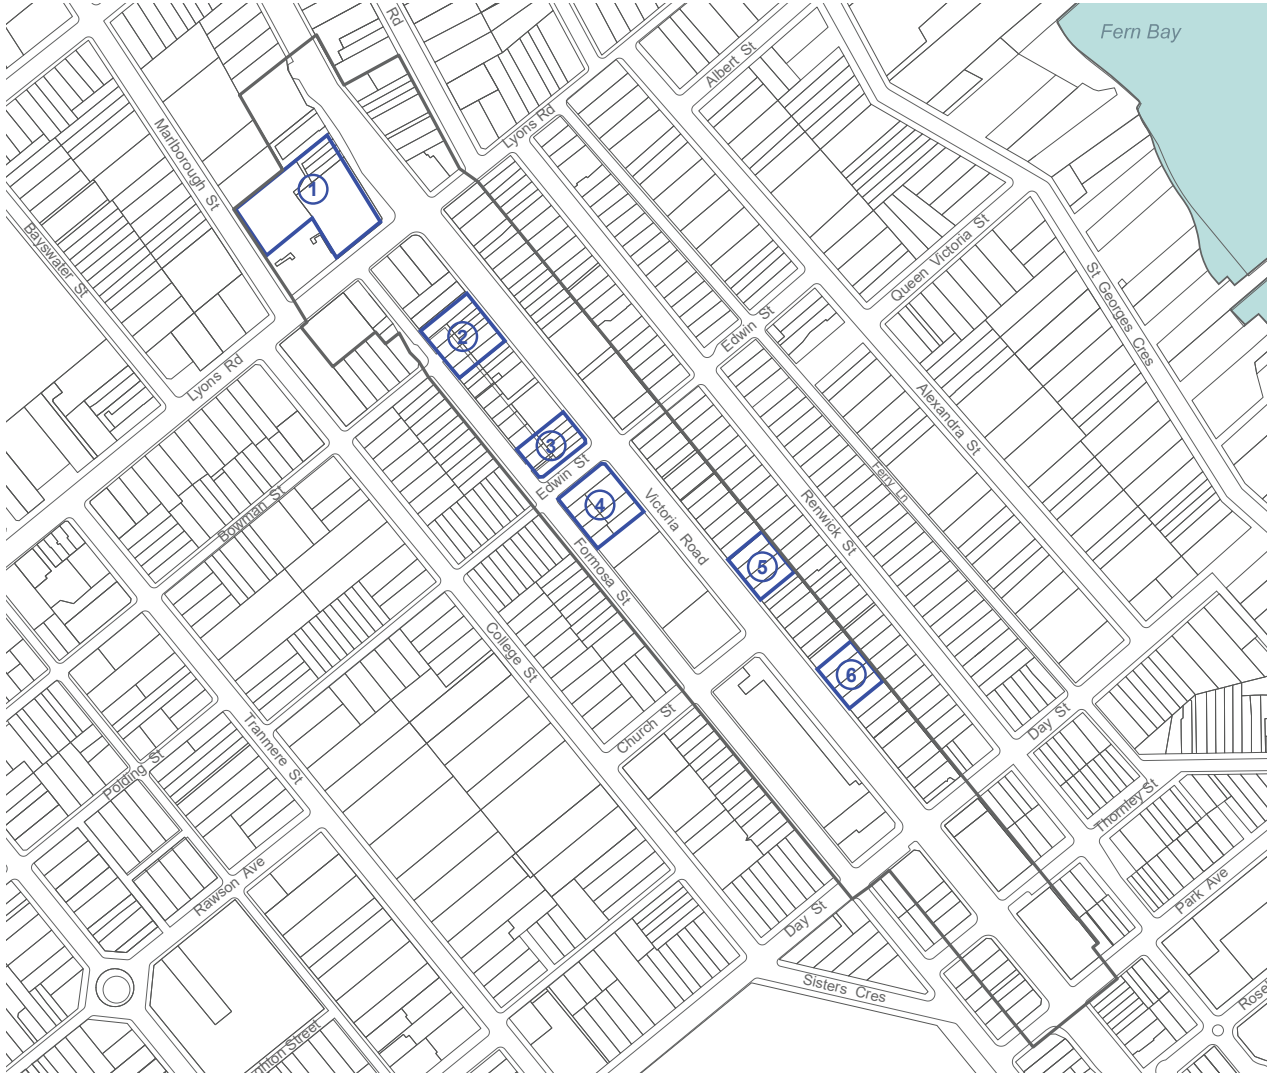 Rd
Fern Bay
Albert St
Lyons Rd
Marlborough St
1
Bayswater St
Queen Victoria St
St Georges Cres
Edwin St
2
Lyons Rd
Alexandra St
3
Edwin St
Ferry Ln
4
Victoria Road
Renwick St
Bowman St
5
Formosa St
College St
6
Church St
Day St
Tranmere St
Polding St
Thornley St
Rawson Ave
Park Ave
Day St
Sisters Cres